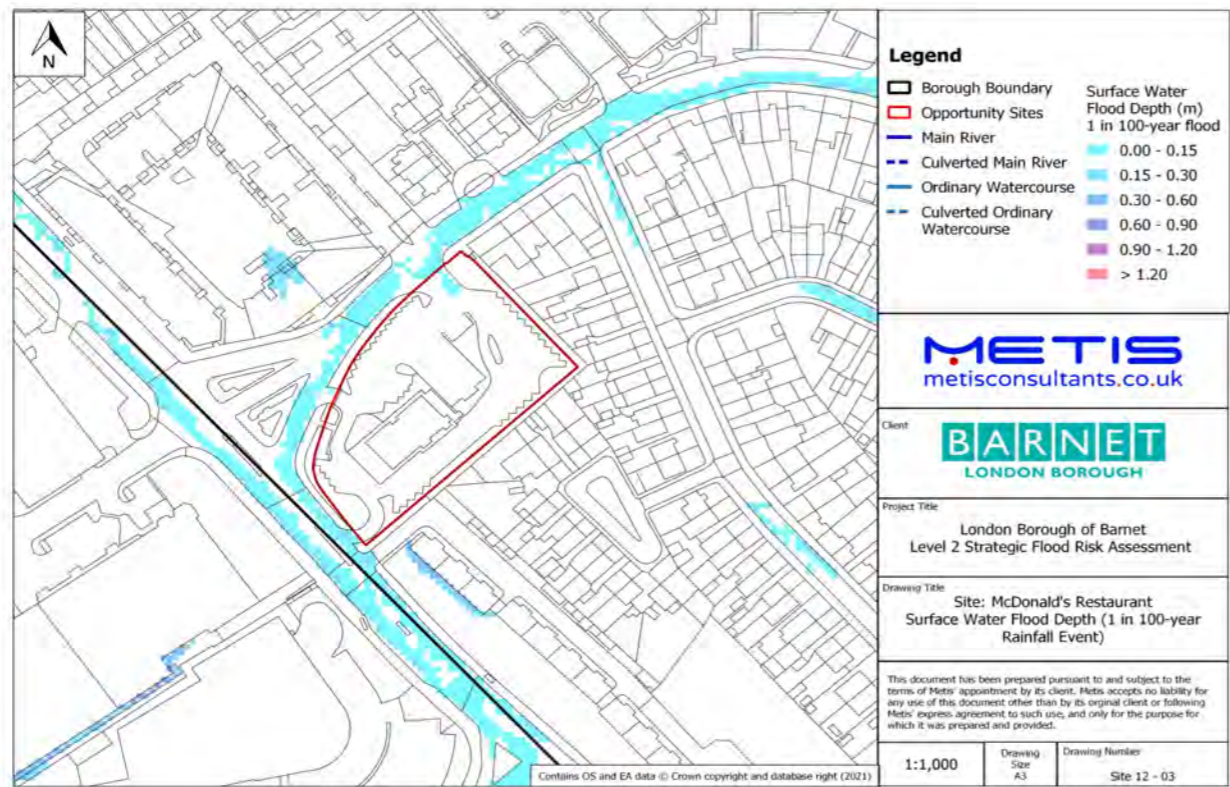 N
Legend
Borough Boundary
Opportunity Sites
Main River
Culverted Main River
Ordinary Watercourse
Culverted Ordinary
Watercourse
Surface Water
Flood Depth (m)
1 in 100-year flood
0.00 - 0.15
0.15 - 0.30
0.30 - 0.60
0.60 - 0.90
0.90 - 1.20
> 1.20
METIS
metisconsultants.co.uk
Client
BARNET
LONDON BOROUGH
Project Title
London Borough of Barnet
Level 2 Strategic Flood Risk Assessment
Drawing Title
Site: McDonald's Restaurant
Surface Water Flood Depth (1 in 100-year
Rainfall Event)
This document has been prepared pursuant to and subject to the
terms of Metis' appointment by its client. Metis accepts no liability for
any use of this document other than by its orginal client or following
Metis' express agreement to such use, and only for the purpose for
which it was prepared and provided.
1:1,000
Drawing
Size
A3
Drawing Number
Site 12 - 03
Contains OS and EA data © Crown copyright and database right (2021)